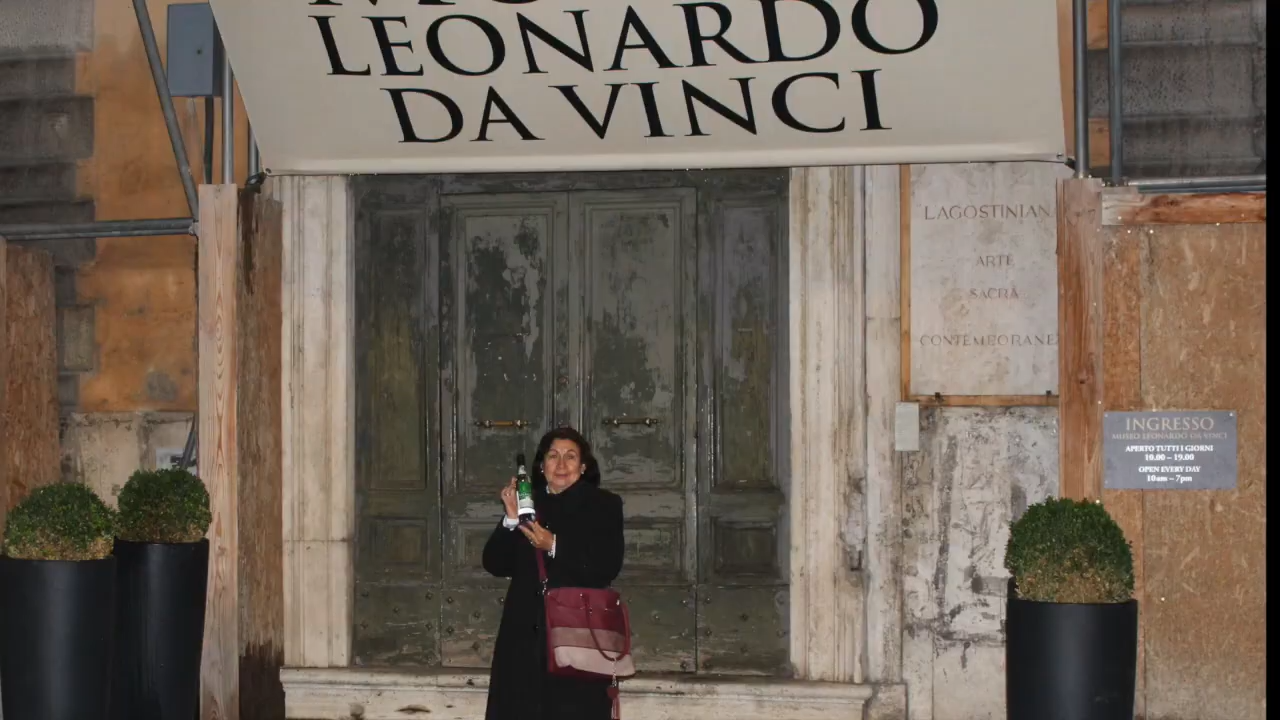 LEONARDO
DA VINCI
LAGOSTINIAN
ARTE
SACRA
CONTEMPORANE
INGRESSO
MUSEO LEONARDO DA VINCI
APERTO TUTTI I GIORNI
10.00 – 19.00
OPEN EVERY DAY
10am – 7pm